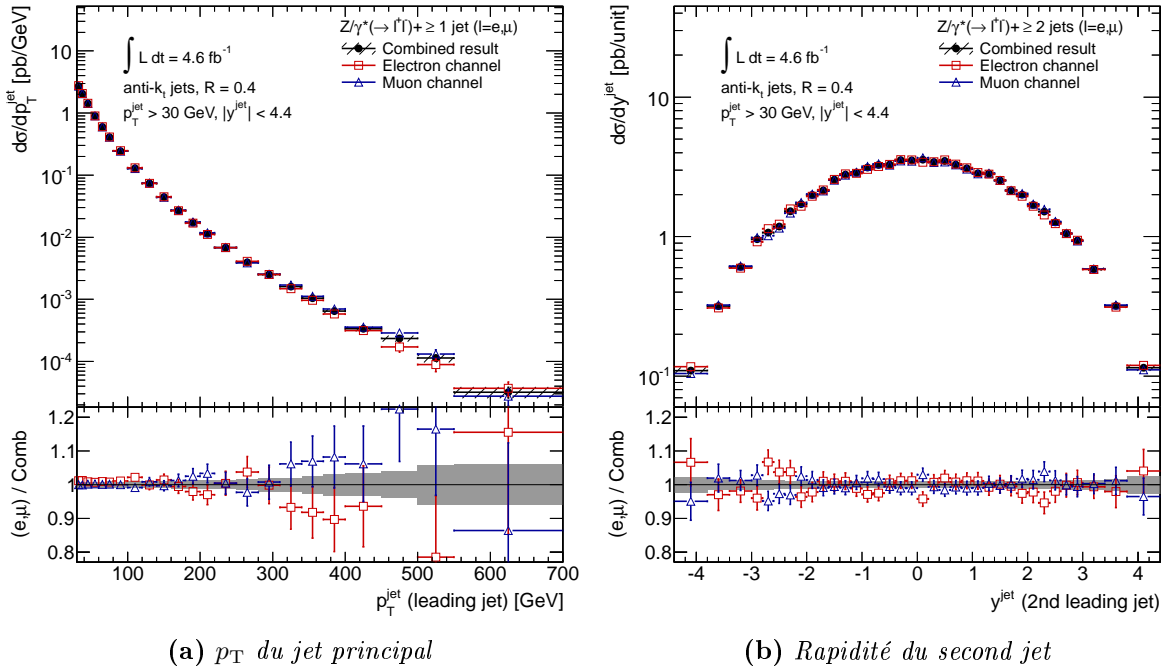 Z/γ*(→ l⁺l⁻)+ ≥ 1 jet (l=e,μ)
∫ L dt = 4.6 fb⁻¹
anti-kₜ jets, R = 0.4
p_T^jet > 30 GeV, |y^jet| < 4.4
Combined result
Electron channel
Muon channel
dσ/dp_T^jet [pb/GeV]
10
1
10⁻¹
10⁻²
10⁻³
10⁻⁴
(e,μ) / Comb
1.2
1.1
1
0.9
0.8
100 200 300 400 500 600 700
p_T^jet (leading jet) [GeV]
(a) p_T du jet principal
Z/γ*(→ l⁺l⁻)+ ≥ 2 jets (l=e,μ)
∫ L dt = 4.6 fb⁻¹
anti-kₜ jets, R = 0.4
p_T^jet > 30 GeV, |y^jet| < 4.4
Combined result
Electron channel
Muon channel
dσ/dy^jet [pb/unit]
10
1
10⁻¹
(e,μ) / Comb
1.2
1.1
1
0.9
0.8
-4 -3 -2 -1 0 1 2 3 4
y^jet (2nd leading jet)
(b) Rapidité du second jet